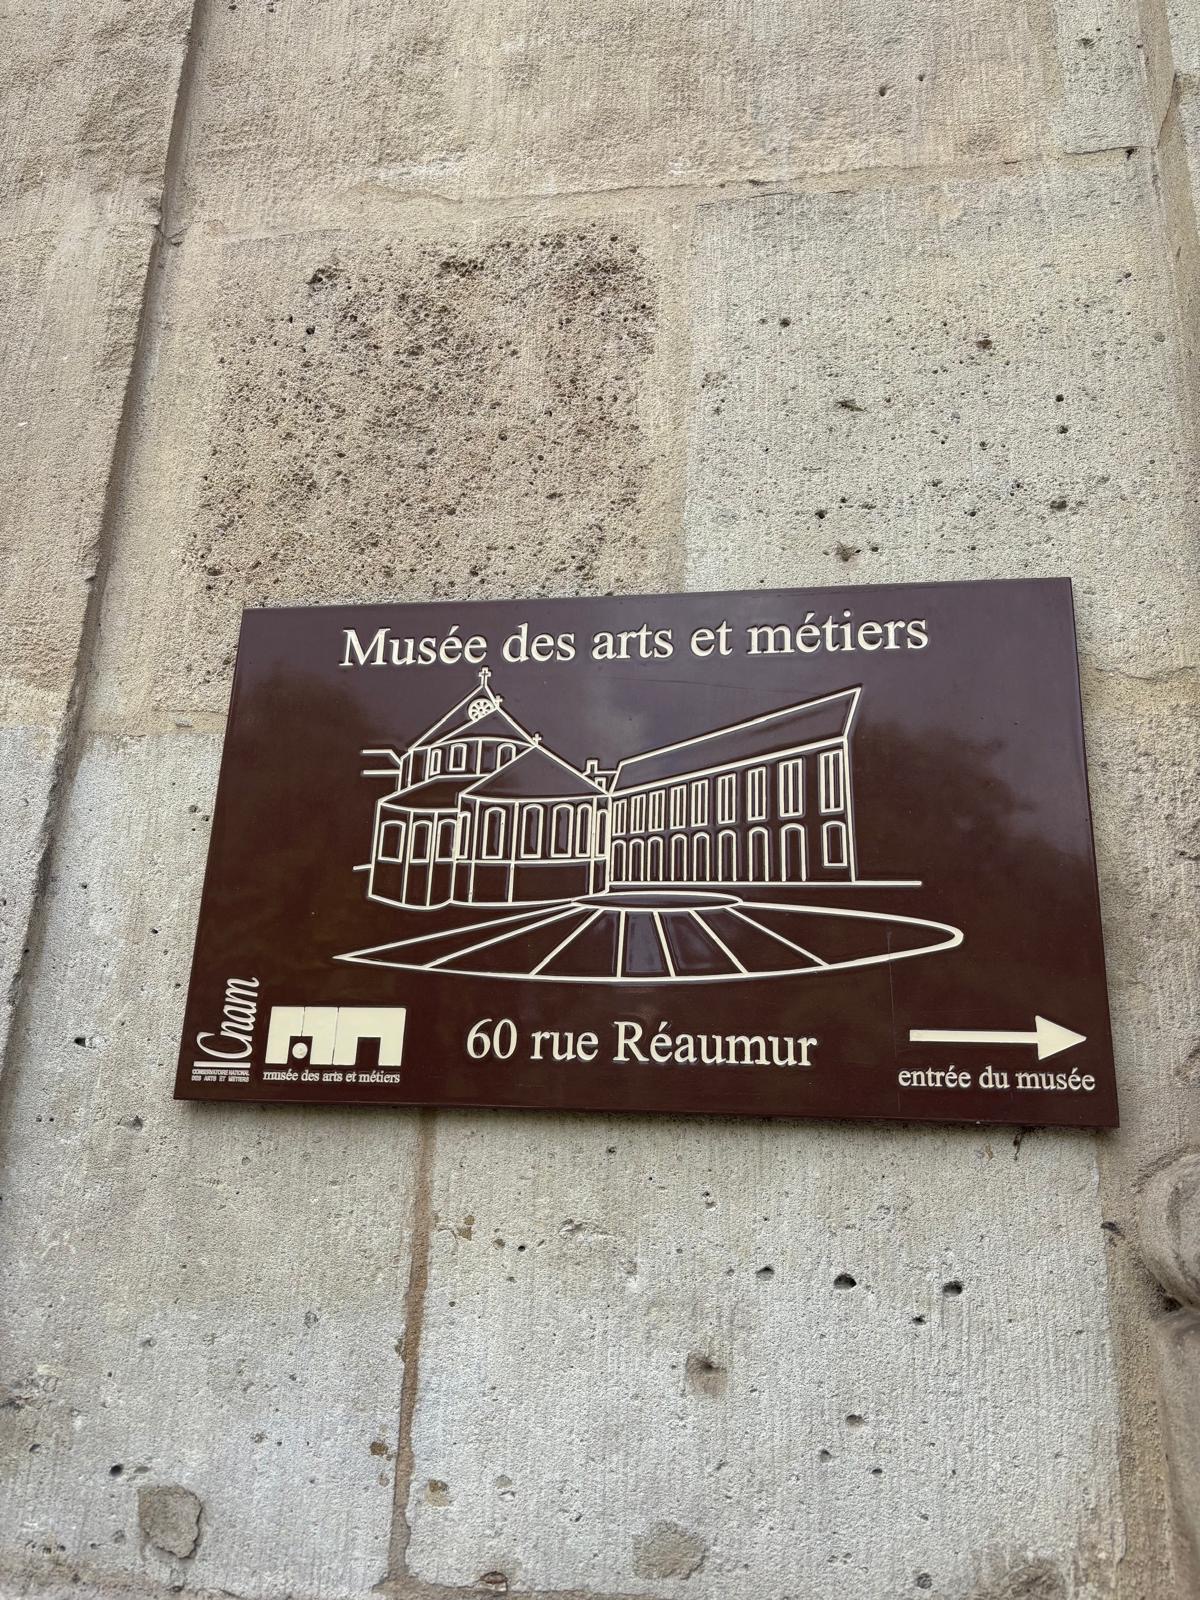 Musée des arts et métiers
60 rue Réaumur
entrée du musée
Cnam
CONSERVATOIRE NATIONAL
DES ARTS ET MÉTIERS
musée des arts et métiers